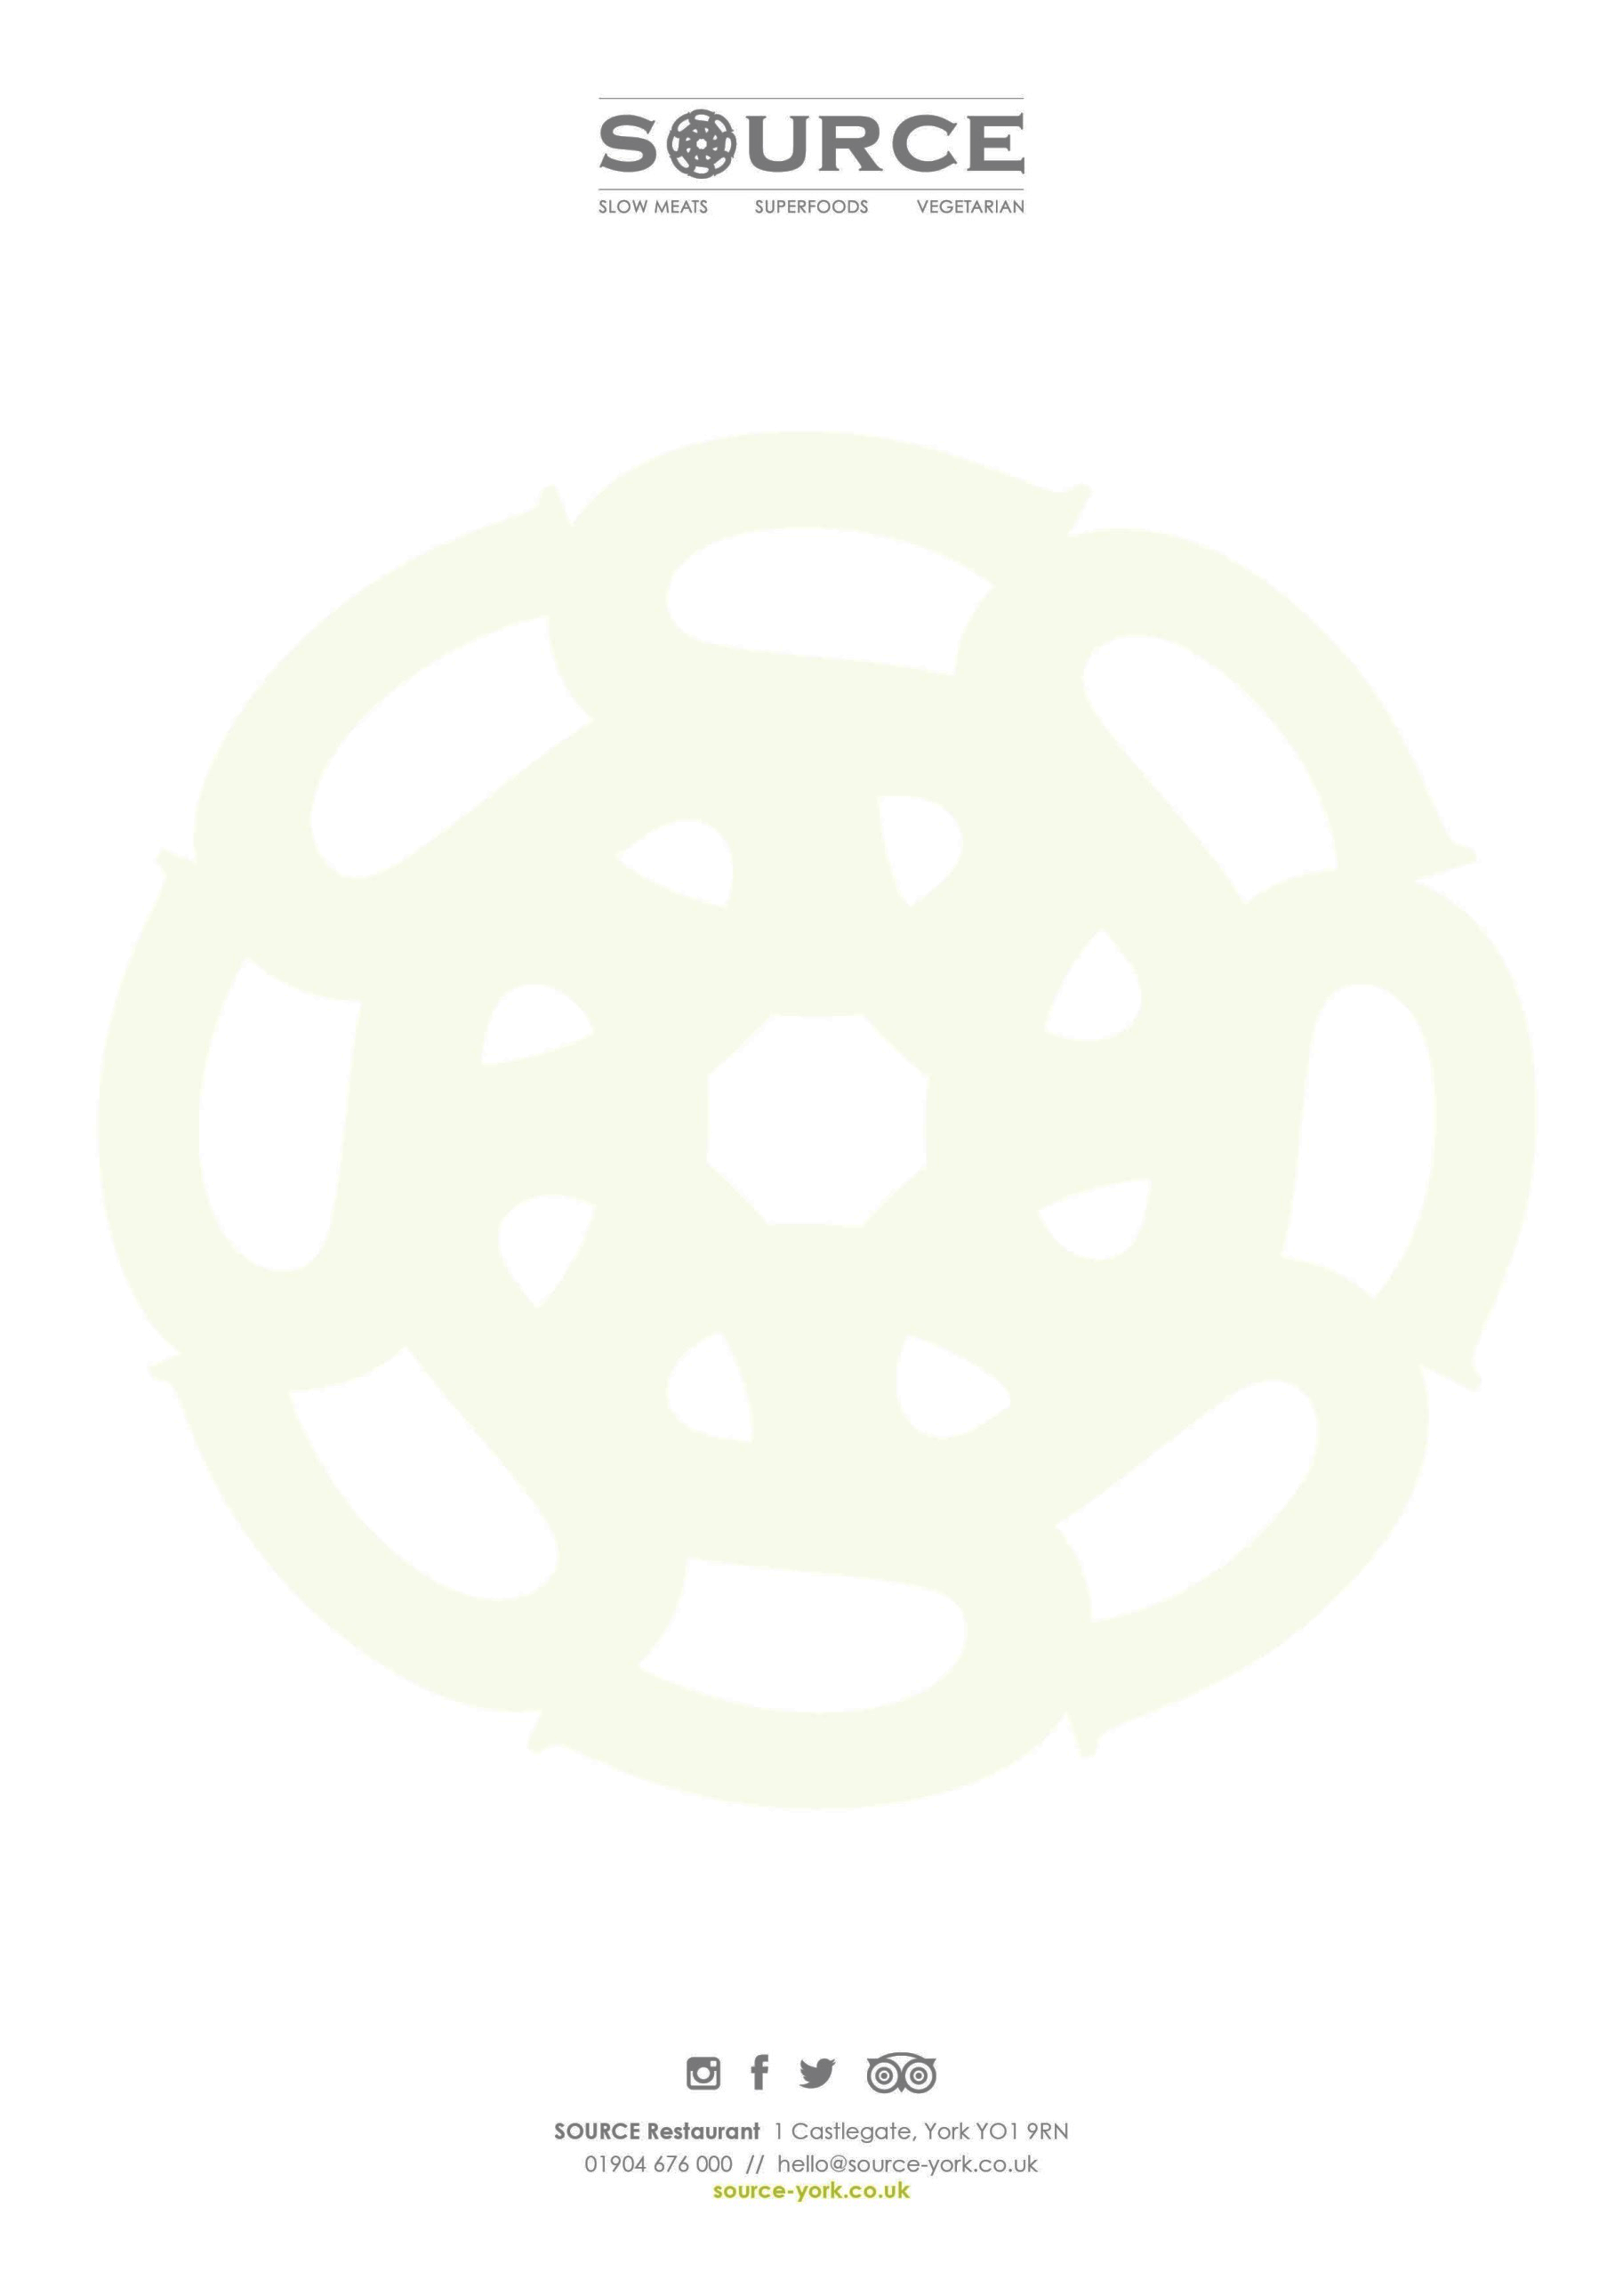 SOURCE
SLOW MEATS SUPERFOODS VEGETARIAN
SOURCE Restaurant 1 Castlegate, York YO1 9RN
01904 676 000 // hello@source-york.co.uk
source-york.co.uk